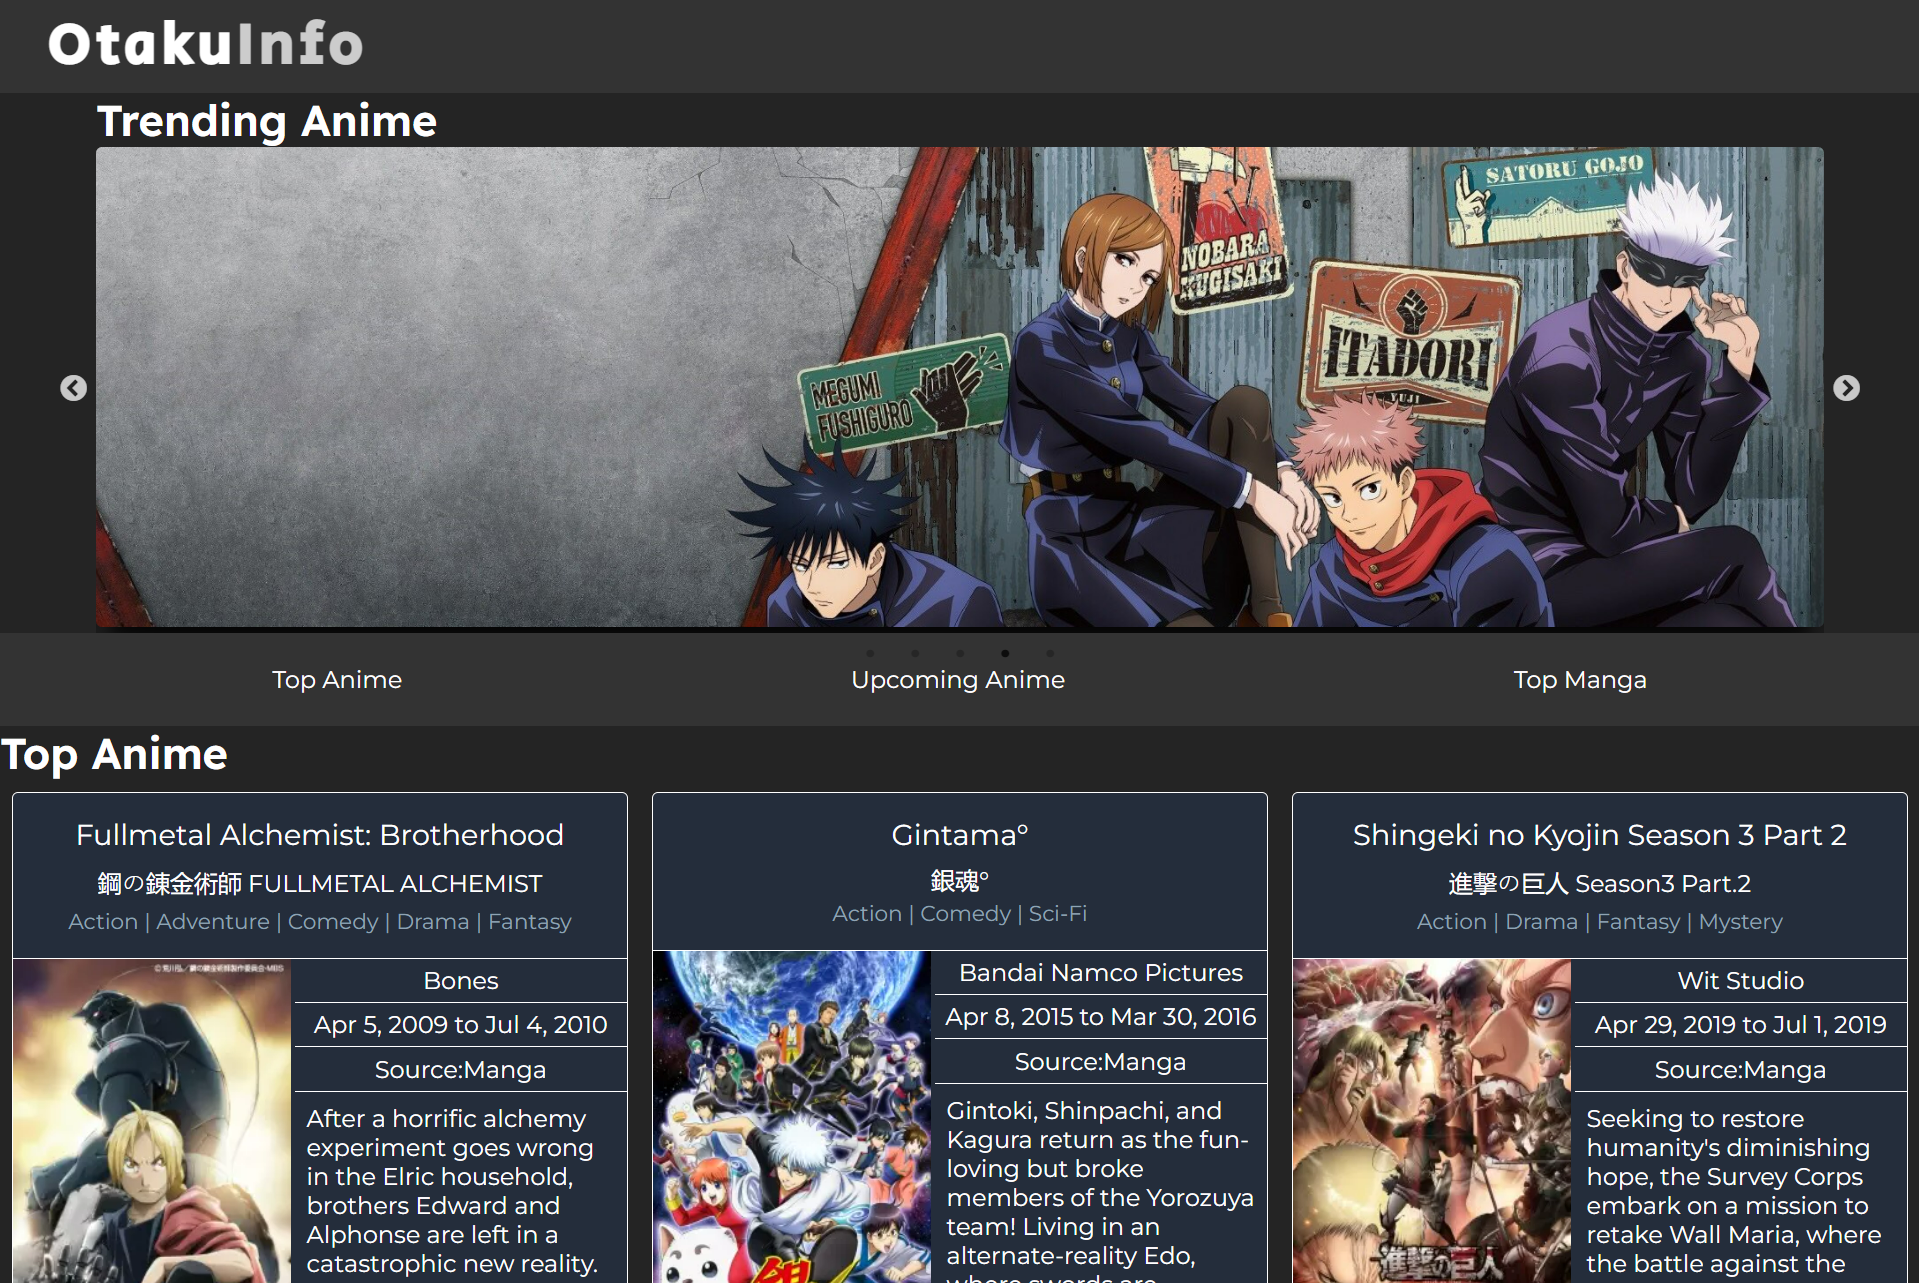 OtakuInfo
Trending Anime
SATORU GOJO
NOBARA
KUGISAKI
ITADORI
YUJI
MEGUMI
FUSHIGURO
Top Anime
Upcoming Anime
Top Manga
Top Anime
Fullmetal Alchemist: Brotherhood
鋼の錬金術師 FULLMETAL ALCHEMIST
Action | Adventure | Comedy | Drama | Fantasy
Bones
Apr 5, 2009 to Jul 4, 2010
Source:Manga
After a horrific alchemy
experiment goes wrong
in the Elric household,
brothers Edward and
Alphonse are left in a
catastrophic new reality.
Gintama°
銀魂°
Action | Comedy | Sci-Fi
Bandai Namco Pictures
Apr 8, 2015 to Mar 30, 2016
Source:Manga
Gintoki, Shinpachi, and
Kagura return as the fun-
loving but broke
members of the Yorozuya
team! Living in an
alternate-reality Edo,
where swords are
Shingeki no Kyojin Season 3 Part 2
進撃の巨人 Season3 Part.2
Action | Drama | Fantasy | Mystery
Wit Studio
Apr 29, 2019 to Jul 1, 2019
Source:Manga
進撃の巨人
Seeking to restore
humanity's diminishing
hope, the Survey Corps
embark on a mission to
retake Wall Maria, where
the battle against the